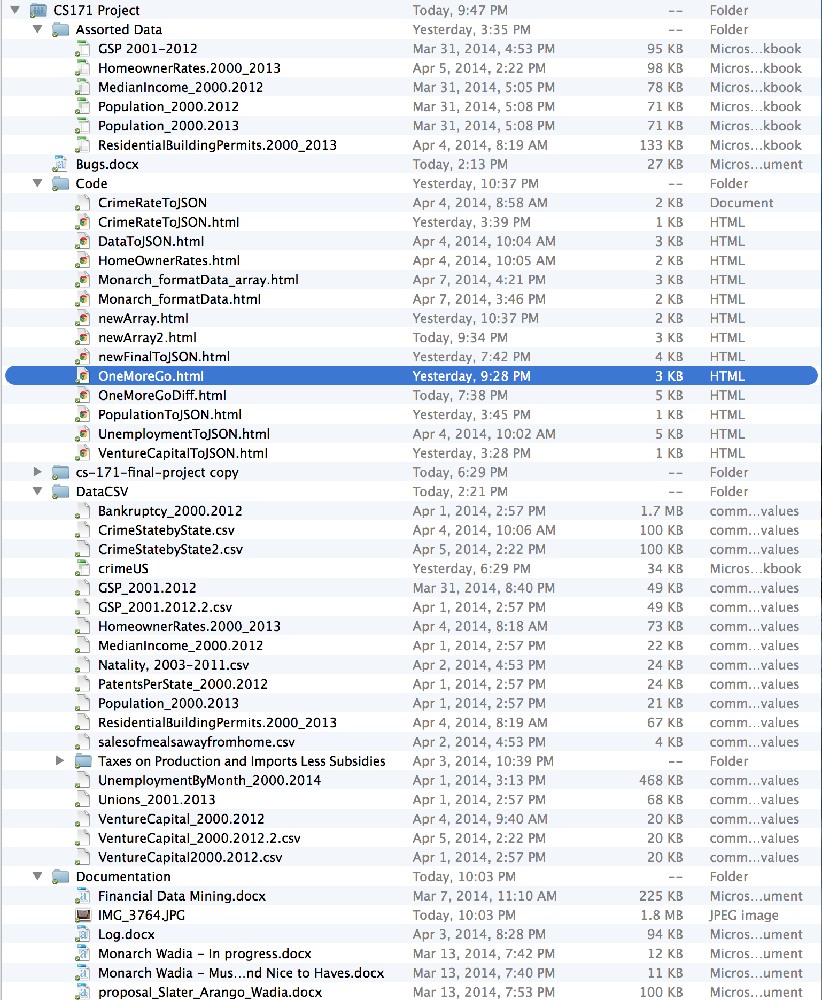 CS171 Project Today, 9:47 PM -- Folder
Assorted Data Yesterday, 3:35 PM -- Folder
GSP 2001-2012 Mar 31, 2014, 4:53 PM 95 KB Micros...kbook
HomeownerRates.2000_2013 Apr 5, 2014, 2:22 PM 98 KB Micros...kbook
MedianIncome_2000.2012 Mar 31, 2014, 5:05 PM 78 KB Micros...kbook
Population_2000.2012 Mar 31, 2014, 5:08 PM 71 KB Micros...kbook
Population_2000.2013 Mar 31, 2014, 5:08 PM 71 KB Micros...kbook
ResidentialBuildingPermits.2000_2013 Apr 4, 2014, 8:19 AM 133 KB Micros...kbook
Bugs.docx Today, 2:13 PM 27 KB Micros...ument
Code Yesterday, 10:37 PM -- Folder
CrimeRateToJSON Apr 4, 2014, 8:58 AM 2 KB Document
CrimeRateToJSON.html Yesterday, 3:39 PM 1 KB HTML
DataToJSON.html Apr 4, 2014, 10:04 AM 3 KB HTML
HomeOwnerRates.html Apr 4, 2014, 10:05 AM 2 KB HTML
Monarch_formatData_array.html Apr 7, 2014, 4:21 PM 3 KB HTML
Monarch_formatData.html Apr 7, 2014, 3:46 PM 2 KB HTML
newArray.html Yesterday, 10:37 PM 2 KB HTML
newArray2.html Today, 9:34 PM 3 KB HTML
newFinalToJSON.html Yesterday, 7:42 PM 4 KB HTML
OneMoreGo.html Yesterday, 9:28 PM 3 KB HTML
OneMoreGoDiff.html Today, 7:38 PM 5 KB HTML
PopulationToJSON.html Yesterday, 3:45 PM 1 KB HTML
UnemploymentToJSON.html Apr 4, 2014, 10:02 AM 5 KB HTML
VentureCapitalToJSON.html Yesterday, 3:28 PM 1 KB HTML
cs-171-final-project copy Today, 6:29 PM -- Folder
DataCSV Today, 2:21 PM -- Folder
Bankruptcy_2000.2012 Apr 1, 2014, 2:57 PM 1.7 MB comm...values
CrimeStatebyState.csv Apr 4, 2014, 10:06 AM 100 KB comm...values
CrimeStatebyState2.csv Apr 5, 2014, 2:22 PM 100 KB comm...values
crimeUS Yesterday, 6:29 PM 34 KB Micros...kbook
GSP_2001.2012 Mar 31, 2014, 8:40 PM 49 KB comm...values
GSP_2001.2012.2.csv Apr 1, 2014, 2:57 PM 49 KB comm...values
HomeownerRates.2000_2013 Apr 4, 2014, 8:18 AM 73 KB comm...values
MedianIncome_2000.2012 Apr 1, 2014, 2:57 PM 22 KB comm...values
Natality, 2003-2011.csv Apr 2, 2014, 4:53 PM 24 KB comm...values
PatentsPerState_2000.2012 Apr 1, 2014, 2:57 PM 24 KB comm...values
Population_2000.2013 Apr 1, 2014, 2:57 PM 21 KB comm...values
ResidentialBuildingPermits.2000_2013 Apr 4, 2014, 8:19 AM 67 KB comm...values
salesofmealsawayfromhome.csv Apr 2, 2014, 4:53 PM 4 KB comm...values
Taxes on Production and Imports Less Subsidies Apr 3, 2014, 10:39 PM -- Folder
UnemploymentByMonth_2000.2014 Apr 1, 2014, 3:13 PM 468 KB comm...values
Unions_2001.2013 Apr 1, 2014, 2:57 PM 68 KB comm...values
VentureCapital_2000.2012 Apr 4, 2014, 9:40 AM 20 KB comm...values
VentureCapital_2000.2012.2.csv Apr 5, 2014, 2:22 PM 20 KB comm...values
VentureCapital2000.2012.csv Apr 1, 2014, 2:57 PM 20 KB comm...values
Documentation Today, 10:03 PM -- Folder
Financial Data Mining.docx Mar 7, 2014, 11:10 AM 225 KB Micros...ument
IMG_3764.JPG Today, 10:03 PM 1.8 MB JPEG image
Log.docx Apr 3, 2014, 8:28 PM 94 KB Micros...ument
Monarch Wadia - In progress.docx Mar 13, 2014, 7:42 PM 12 KB Micros...ument
Monarch Wadia - Mus...nd Nice to Haves.docx Mar 13, 2014, 7:40 PM 11 KB Micros...ument
proposal_Slater_Arango_Wadia.docx Mar 13, 2014, 7:53 PM 100 KB Micros...ument